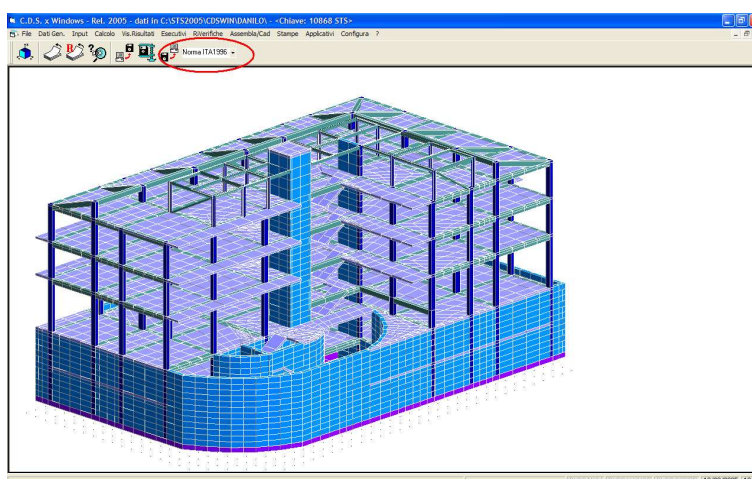 C.D.S. x Windows - Rel. 2005 - dati in C:\STS2005\CDSWIN\DANILO\ - <Chiave: 10868 STS>
File Dati Gen. Input Calcolo Vis.Risultati Esecutivi RiVerifiche Assembla/Cad Stampe Applicativi Configura ?
Norma ITA1996